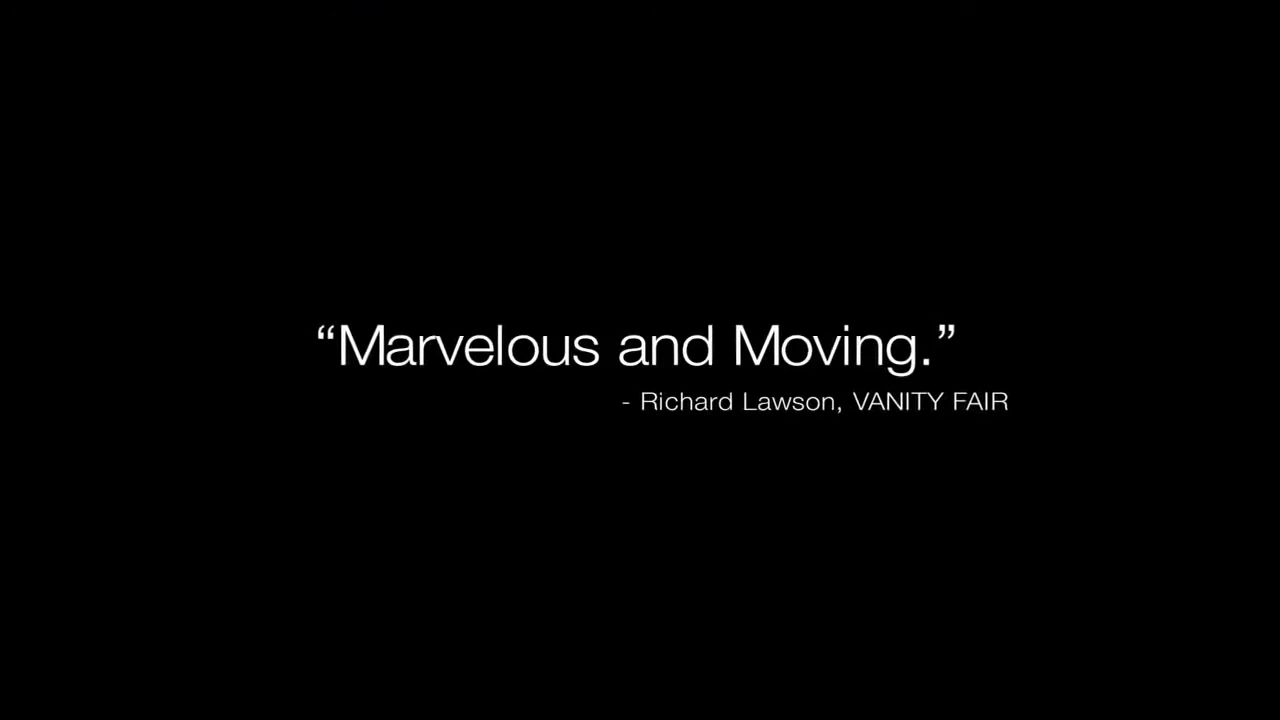 “Marvelous and Moving.”
- Richard Lawson, VANITY FAIR